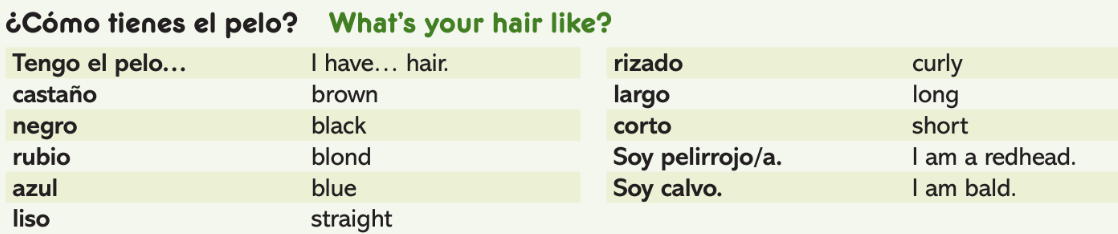 ¿Cómo tienes el pelo? What's your hair like?
Tengo el pelo... I have... hair.
castaño brown
negro black
rubio blond
azul blue
liso straight
rizado curly
largo long
corto short
Soy pelirrojo/a. I am a redhead.
Soy calvo. I am bald.